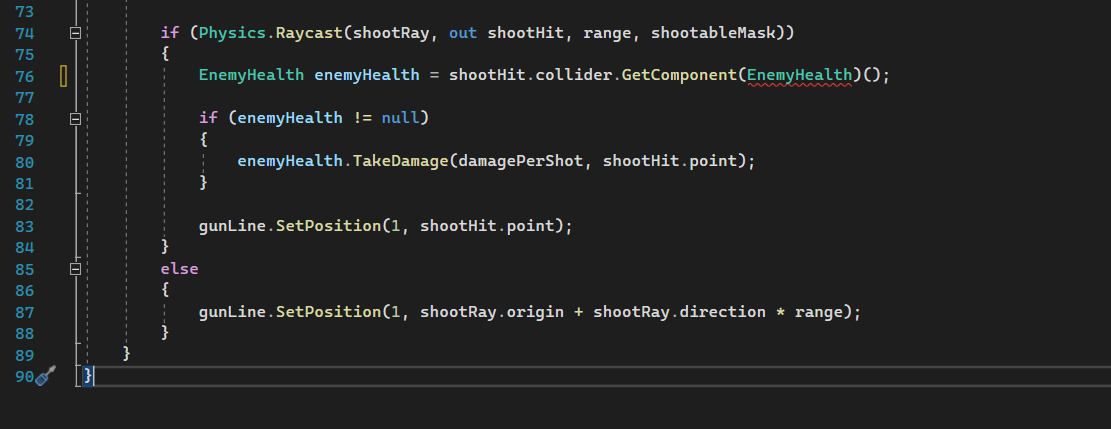 73
74 if (Physics.Raycast(shootRay, out shootHit, range, shootableMask))
75 {
76 EnemyHealth enemyHealth = shootHit.collider.GetComponent(EnemyHealth)();
77
78 if (enemyHealth != null)
79 {
80 enemyHealth.TakeDamage(damagePerShot, shootHit.point);
81 }
82
83 gunLine.SetPosition(1, shootHit.point);
84 }
85 else
86 {
87 gunLine.SetPosition(1, shootRay.origin + shootRay.direction * range);
88 }
89 }
90 }